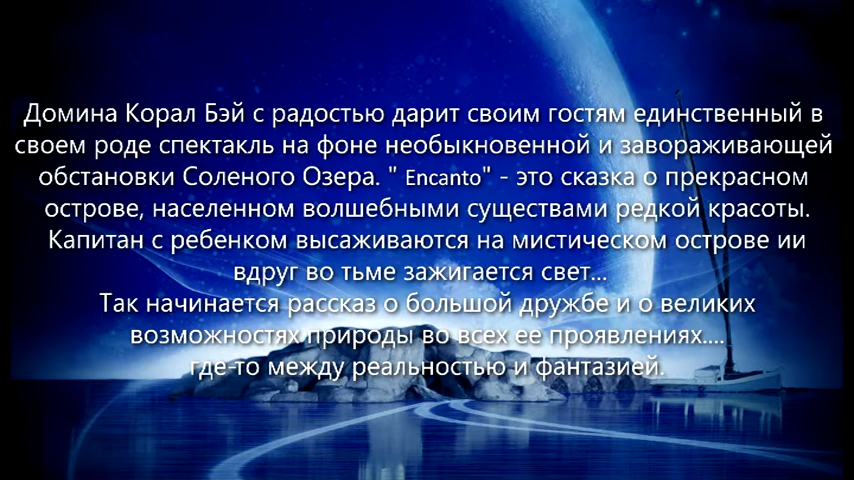 Домина Корал Бэй с радостью дарит своим гостям единственный в
своем роде спектакль на фоне необыкновенной и завораживающей
обстановки Соленого Озера. " Encanto" - это сказка о прекрасном
острове, населенном волшебными существами редкой красоты.
Капитан с ребенком высаживаются на мистическом острове ии
вдруг во тьме зажигается свет...
Так начинается рассказ о большой дружбе и о великих
возможностях природы во всех ее проявлениях....
где-то между реальностью и фантазией.